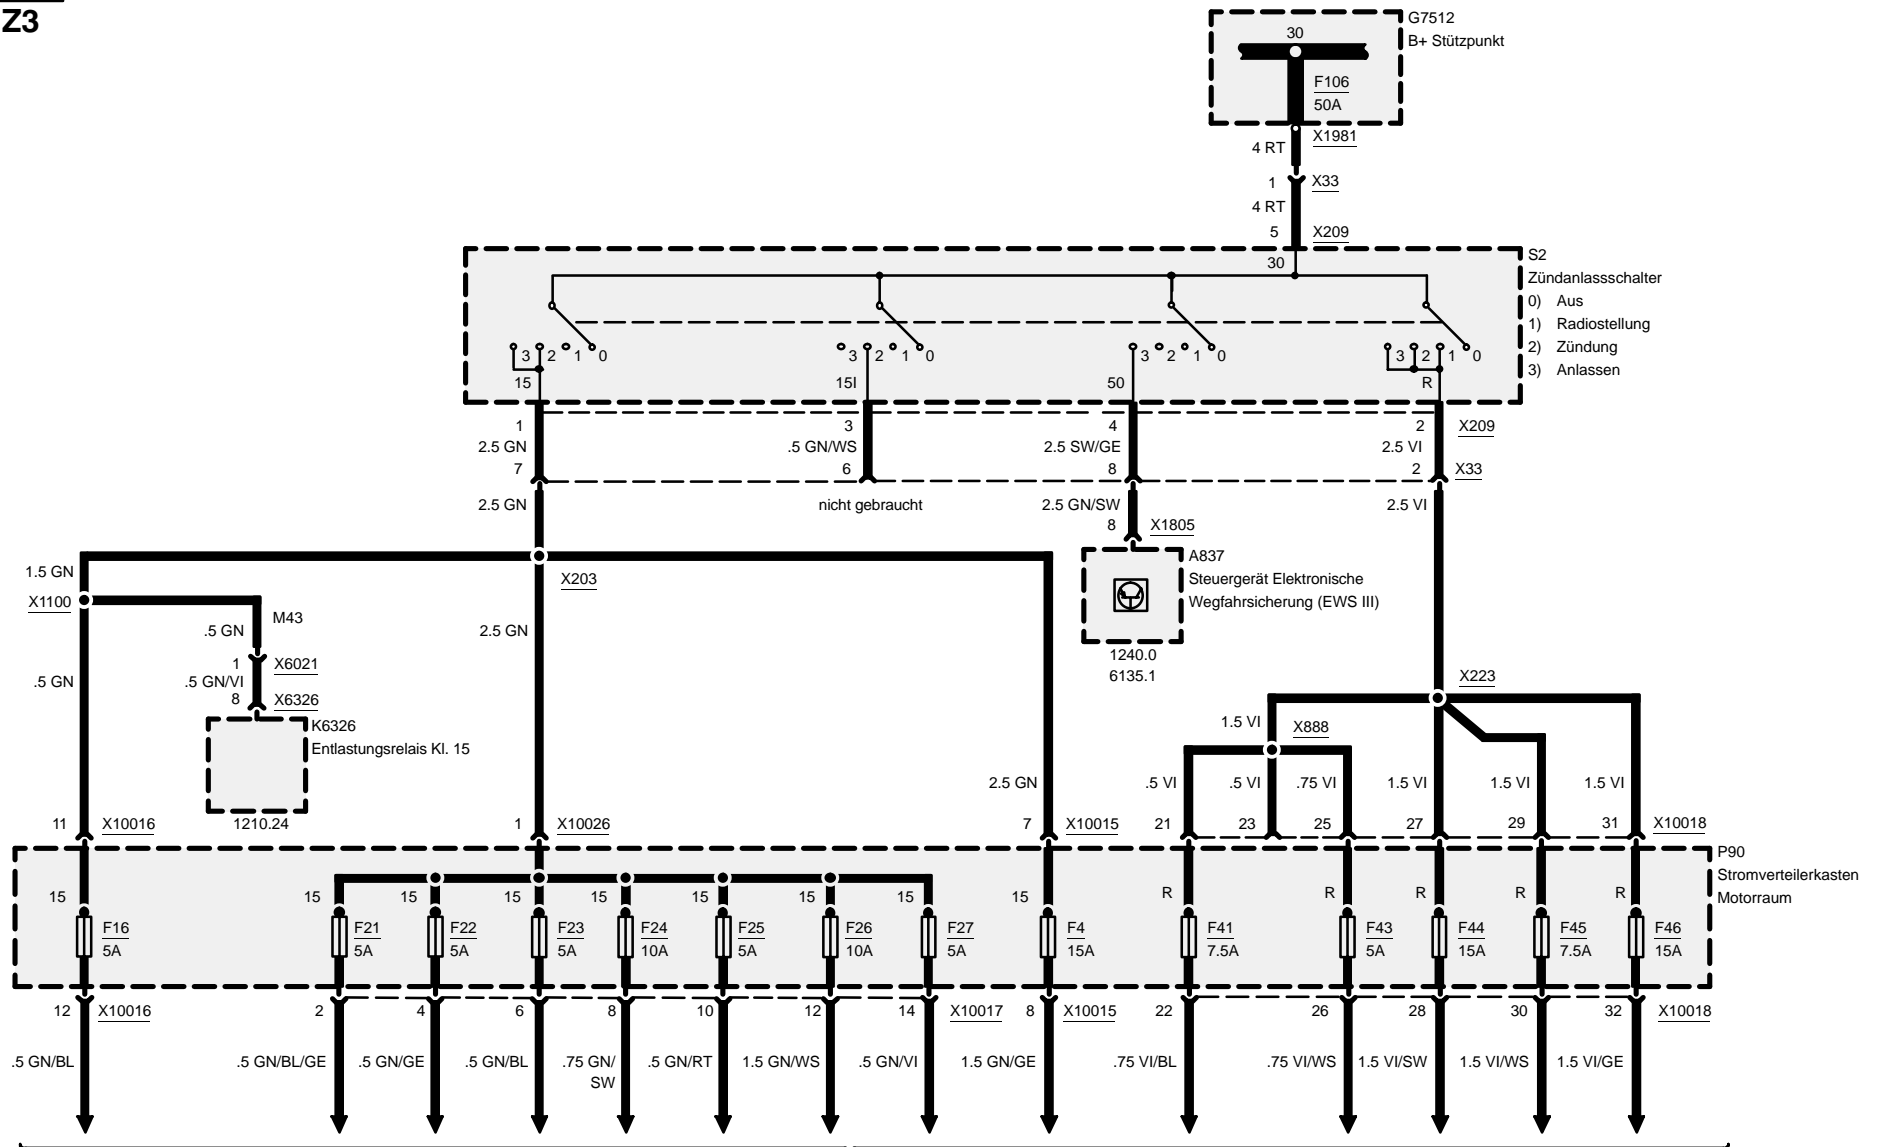 Z3
G7512
B+ Stützpunkt
30
F106
50A
X1981
4 RT
1 X33
4 RT
5 X209
30
S2
Zündanlassschalter
0) Aus
1) Radiostellung
2) Zündung
3) Anlassen
3 2 1 0 3 2 1 0 3 2 1 0 3 2 1 0
15 15I 50 R
1 3 4 2 X209
2.5 GN .5 GN/WS 2.5 SW/GE 2.5 VI
7 6 8 2 X33
2.5 GN nicht gebraucht 2.5 GN/SW 2.5 VI
8 X1805
A837
Steuergerät Elektronische
Wegfahrsicherung (EWS III)
1240.0
6135.1
1.5 GN X203
X1100
M43
.5 GN 2.5 GN
1 X6021
.5 GN .5 GN/VI
8 X6326
K6326
Entlastungsrelais Kl. 15
1210.24
X223
1.5 VI X888
2.5 GN .5 VI .5 VI .75 VI 1.5 VI 1.5 VI 1.5 VI
11 X10016 1 X10026 7 X10015 21 23 25 27 29 31 X10018
P90
Stromverteilerkasten
Motorraum
15 15 15 15 15 15 15 15 15 R R R R R
F16 F21 F22 F23 F24 F25 F26 F27 F4 F41 F43 F44 F45 F46
5A 5A 5A 5A 10A 5A 10A 5A 15A 7.5A 5A 15A 7.5A 15A
12 X10016 2 4 6 8 10 12 14 X10017 8 X10015 22 26 28 30 32 X10018
.5 GN/BL .5 GN/BL/GE .5 GN/GE .5 GN/BL .75 GN/ .5 GN/RT 1.5 GN/WS .5 GN/VI 1.5 GN/GE .75 VI/BL .75 VI/WS 1.5 VI/SW 1.5 VI/WS 1.5 VI/GE
SW